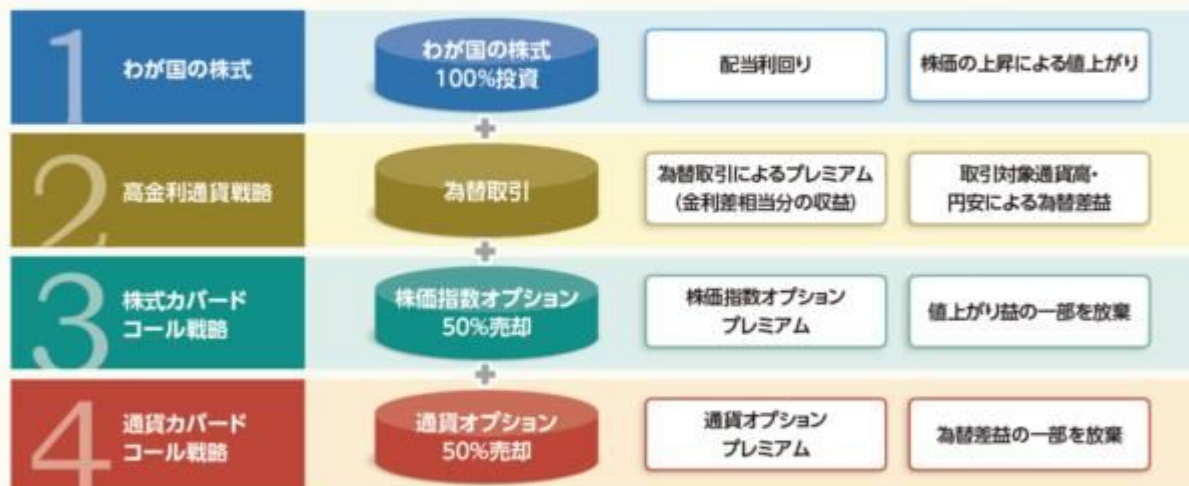 1
わが国の株式
わが国の株式
100%投資
配当利回り
株価の上昇による値上がり
+
2
高金利通貨戦略
為替取引
為替取引によるプレミアム
(金利差相当分の収益)
取引対象通貨高・
円安による為替差益
+
3
株式カバード
コール戦略
株価指数オプション
50%売却
株価指数オプション
プレミアム
値上がり益の一部を放棄
+
4
通貨カバード
コール戦略
通貨オプション
50%売却
通貨オプション
プレミアム
為替差益の一部を放棄